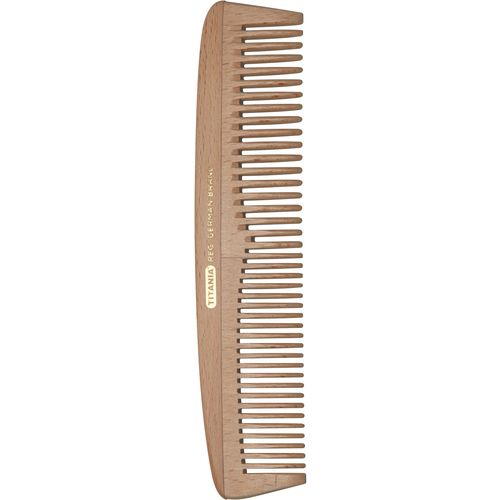 TITANIA REG. GERMAN BRAND